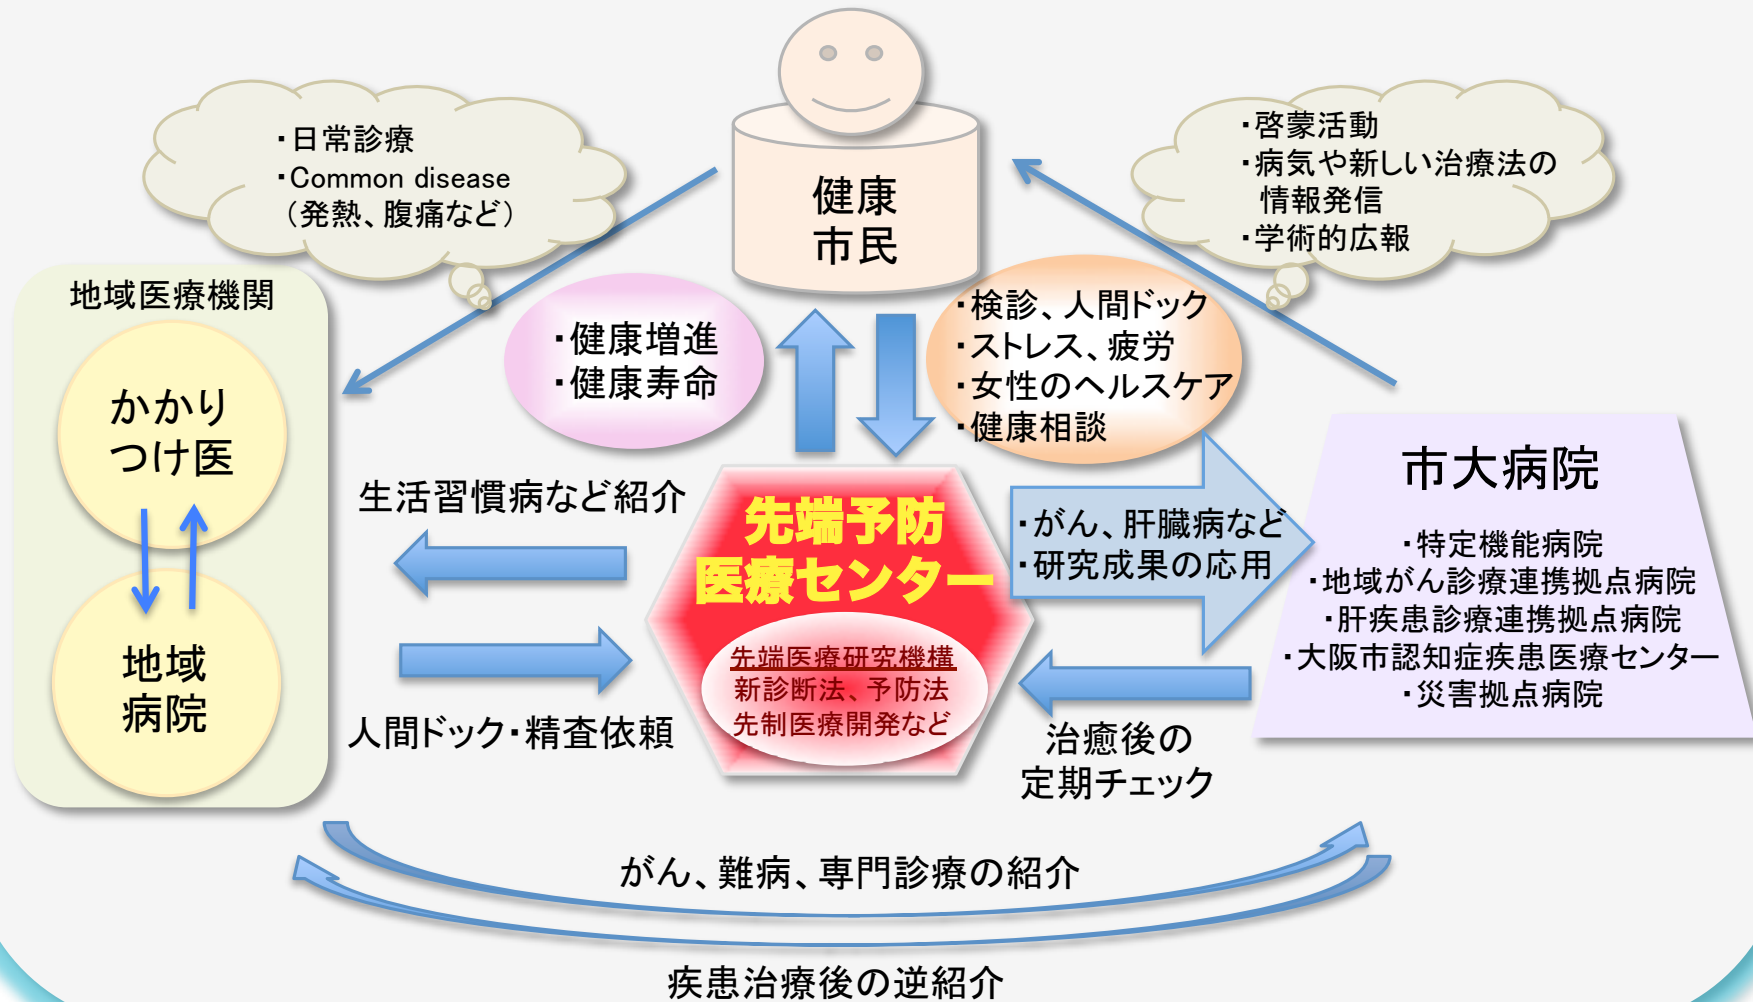 ・日常診療
・Common disease
（発熱、腹痛など）
健康
市民
・啓蒙活動
・病気や新しい治療法の
情報発信
・学術的広報
地域医療機関
かかり
つけ医
地域
病院
・健康増進
・健康寿命
・検診、人間ドック
・ストレス、疲労
・女性のヘルスケア
・健康相談
生活習慣病など紹介
人間ドック・精査依頼
先端予防
医療センター
先端医療研究機構
新診断法、予防法
先制医療開発など
・がん、肝臓病など
・研究成果の応用
治癒後の
定期チェック
市大病院
・特定機能病院
・地域がん診療連携拠点病院
・肝疾患診療連携拠点病院
・大阪市認知症疾患医療センター
・災害拠点病院
がん、難病、専門診療の紹介
疾患治療後の逆紹介